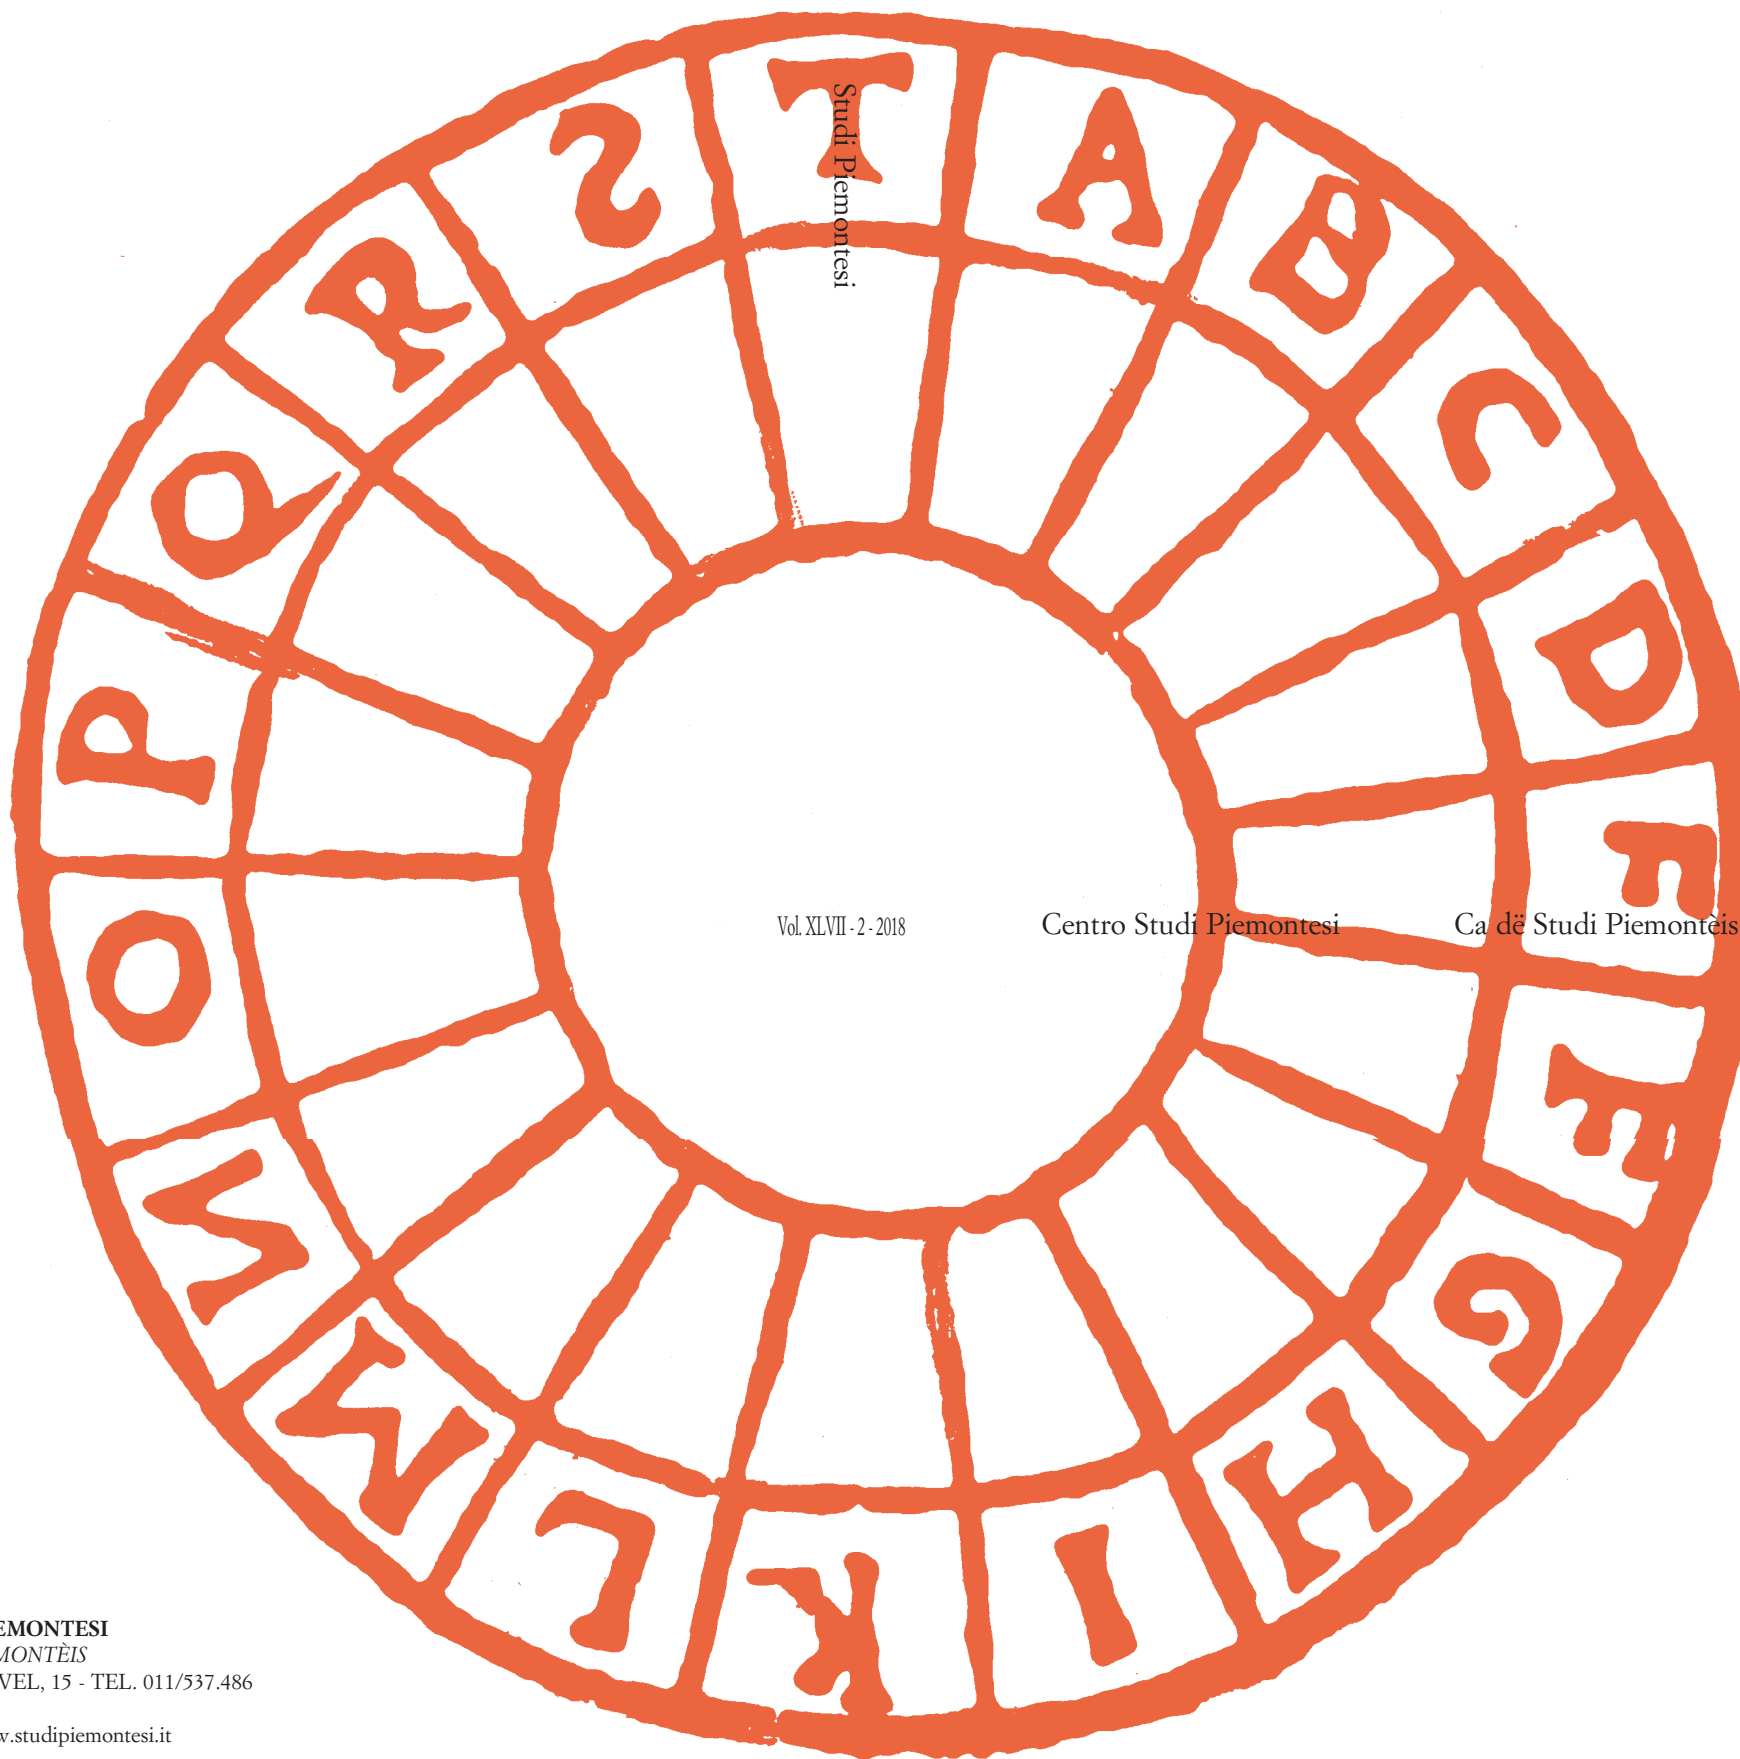 T
A
B
C
D
F
E
G
H
I
K
L
M
N
O
P
Q
R
S
Studi Piemontesi
Vol. XLVII - 2 - 2018
Centro Studi Piemontesi
Ca dë Studi Piemontèis
EMONTESI
MONTÈIS
VEL, 15 - TEL. 011/537.486
w.studipiemontesi.it